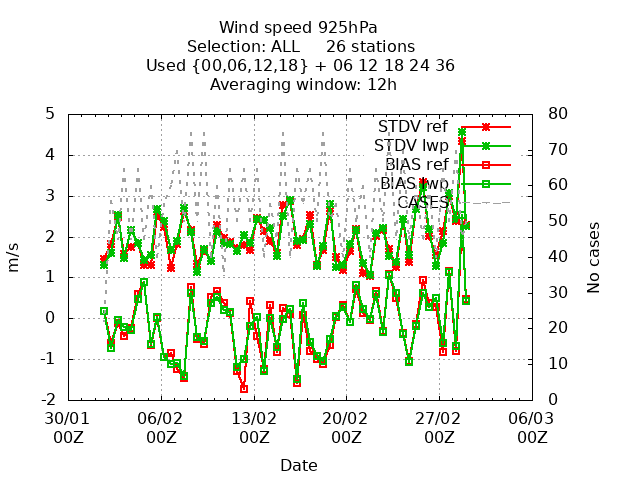 Wind speed 925hPa
Selection: ALL     26 stations
Used {00,06,12,18} + 06 12 18 24 36
Averaging window: 12h
5
4
3
2
1
0
-1
-2
m/s
80
70
60
50
40
30
20
10
0
No cases
STDV ref
STDV lwp
BIAS ref
BIAS lwp
CASES
30/01 06/02 13/02 20/02 27/02 06/03
00Z 00Z 00Z 00Z 00Z 00Z
Date